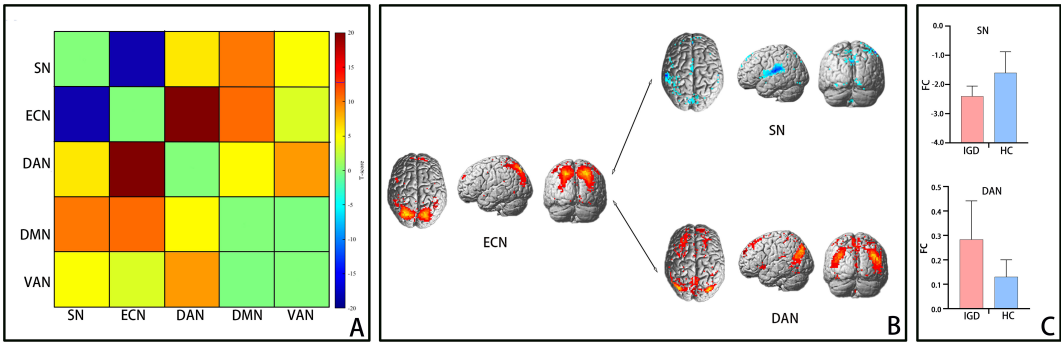 SN
ECN
DAN
DMN
VAN
SN ECN DAN DMN VAN
20
15
10
5
0
-5
-10
-15
-20
T-score
A
ECN
SN
DAN
B
SN
FC
0.0
-1.0
-2.0
-3.0
-4.0
IGD HC
DAN
FC
0.5
0.4
0.3
0.2
0.1
0.0
IGD HC
C